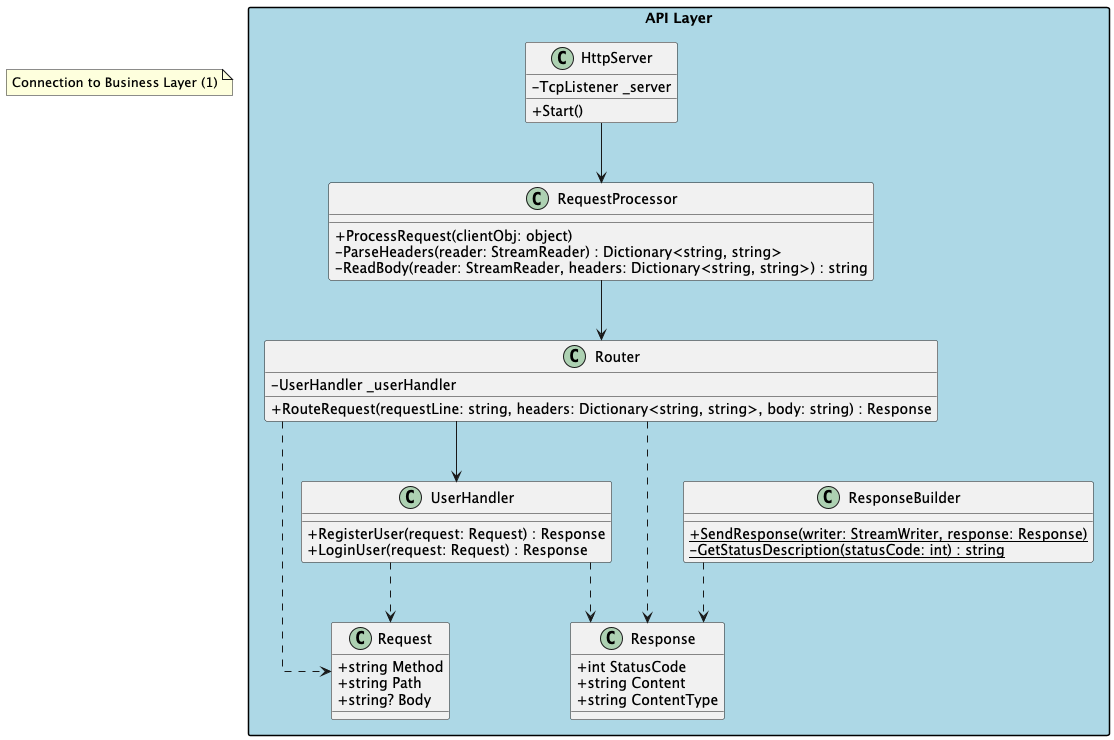 API Layer
Connection to Business Layer (1)
C HttpServer
-TcpListener _server
+Start()
C RequestProcessor
+ProcessRequest(clientObj: object)
-ParseHeaders(reader: StreamReader) : Dictionary<string, string>
-ReadBody(reader: StreamReader, headers: Dictionary<string, string>) : string
C Router
-UserHandler _userHandler
+RouteRequest(requestLine: string, headers: Dictionary<string, string>, body: string) : Response
C UserHandler
+RegisterUser(request: Request) : Response
+LoginUser(request: Request) : Response
C ResponseBuilder
+SendResponse(writer: StreamWriter, response: Response)
-GetStatusDescription(statusCode: int) : string
C Request
+string Method
+string Path
+string? Body
C Response
+int StatusCode
+string Content
+string ContentType